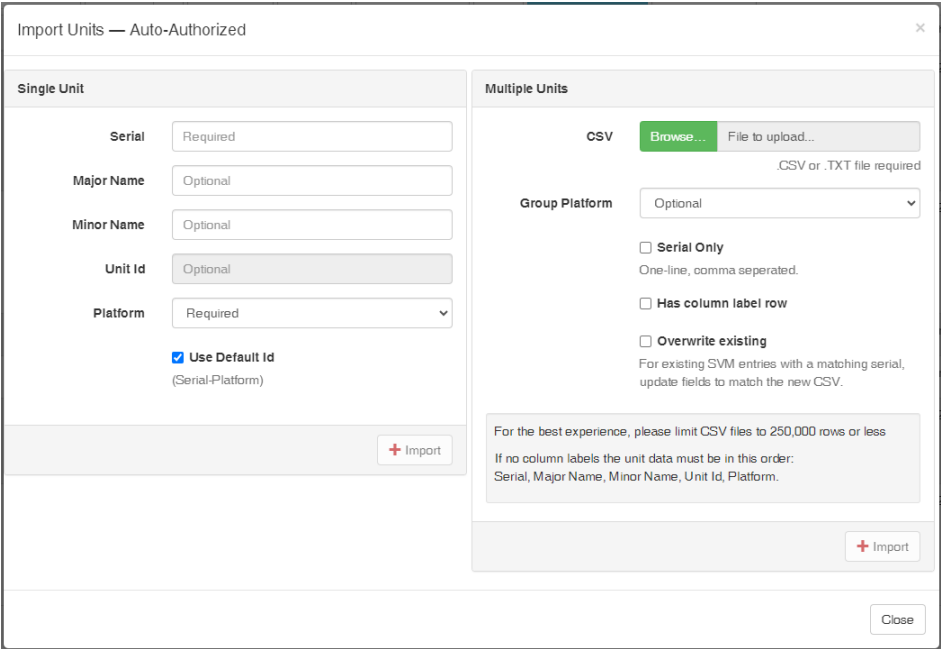 Import Units — Auto-Authorized
×
Single Unit
Serial
Required
Major Name
Optional
Minor Name
Optional
Unit Id
Optional
Platform
Required
Use Default Id
(Serial-Platform)
+ Import
Multiple Units
CSV
Browse...
File to upload...
.CSV or .TXT file required
Group Platform
Optional
Serial Only
One-line, comma seperated.
Has column label row
Overwrite existing
For existing SVM entries with a matching serial,
update fields to match the new CSV.
For the best experience, please limit CSV files to 250,000 rows or less
If no column labels the unit data must be in this order:
Serial, Major Name, Minor Name, Unit Id, Platform.
+ Import
Close